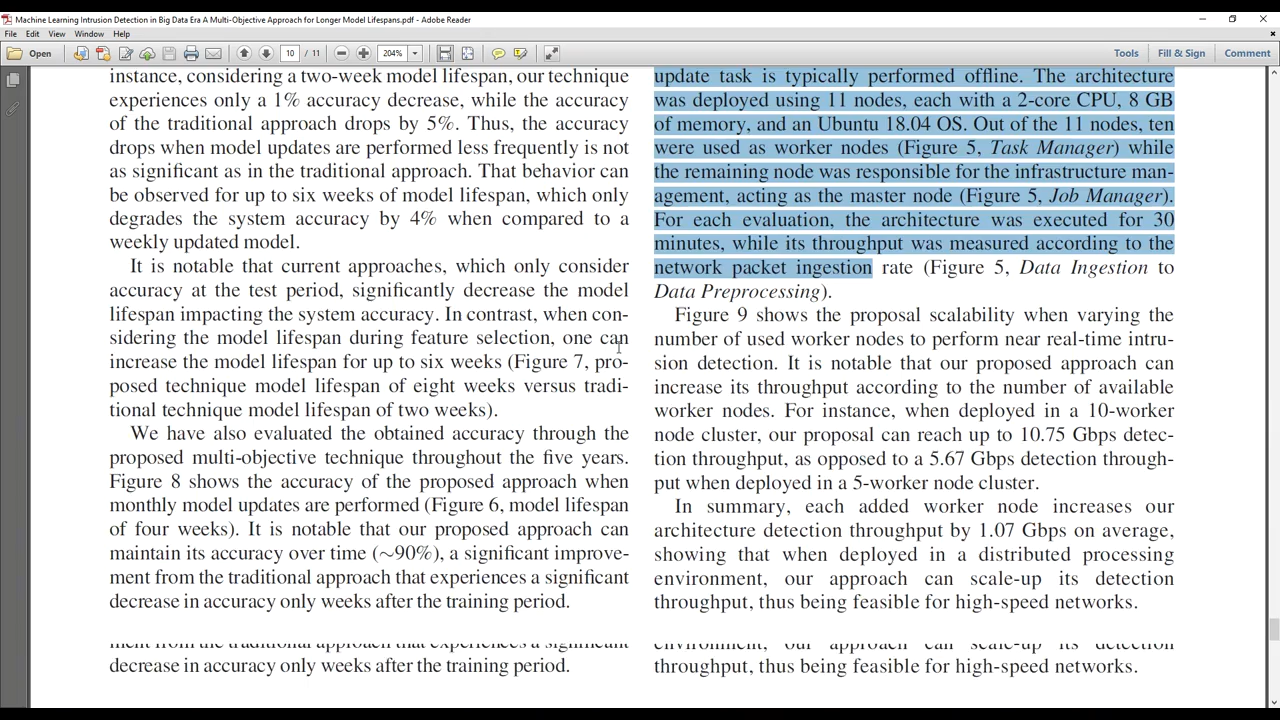 Machine Learning Intrusion Detection in Big Data Era A Multi-Objective Approach for Longer Model Lifespans.pdf - Adobe Reader
File Edit View Window Help
Open 10 / 11 204% Tools Fill & Sign Comment
instance, considering a two-week model lifespan, our technique
experiences only a 1% accuracy decrease, while the accuracy
of the traditional approach drops by 5%. Thus, the accuracy
drops when model updates are performed less frequently is not
as significant as in the traditional approach. That behavior can
be observed for up to six weeks of model lifespan, which only
degrades the system accuracy by 4% when compared to a
weekly updated model.
It is notable that current approaches, which only consider
accuracy at the test period, significantly decrease the model
lifespan impacting the system accuracy. In contrast, when con-
sidering the model lifespan during feature selection, one can
increase the model lifespan for up to six weeks (Figure 7, pro-
posed technique model lifespan of eight weeks versus tradi-
tional technique model lifespan of two weeks).
We have also evaluated the obtained accuracy through the
proposed multi-objective technique throughout the five years.
Figure 8 shows the accuracy of the proposed approach when
monthly model updates are performed (Figure 6, model lifespan
of four weeks). It is notable that our proposed approach can
maintain its accuracy over time (∼90%), a significant improve-
ment from the traditional approach that experiences a significant
decrease in accuracy only weeks after the training period.
ment from the traditional approach that experiences a significant
decrease in accuracy only weeks after the training period.
update task is typically performed offline. The architecture
was deployed using 11 nodes, each with a 2-core CPU, 8 GB
of memory, and an Ubuntu 18.04 OS. Out of the 11 nodes, ten
were used as worker nodes (Figure 5, Task Manager) while
the remaining node was responsible for the infrastructure man-
agement, acting as the master node (Figure 5, Job Manager).
For each evaluation, the architecture was executed for 30
minutes, while its throughput was measured according to the
network packet ingestion rate (Figure 5, Data Ingestion to
Data Preprocessing).
Figure 9 shows the proposal scalability when varying the
number of used worker nodes to perform near real-time intru-
sion detection. It is notable that our proposed approach can
increase its throughput according to the number of available
worker nodes. For instance, when deployed in a 10-worker
node cluster, our proposal can reach up to 10.75 Gbps detec-
tion throughput, as opposed to a 5.67 Gbps detection through-
put when deployed in a 5-worker node cluster.
In summary, each added worker node increases our
architecture detection throughput by 1.07 Gbps on average,
showing that when deployed in a distributed processing
environment, our approach can scale-up its detection
throughput, thus being feasible for high-speed networks.
environment, our approach can scale-up its detection
throughput, thus being feasible for high-speed networks.